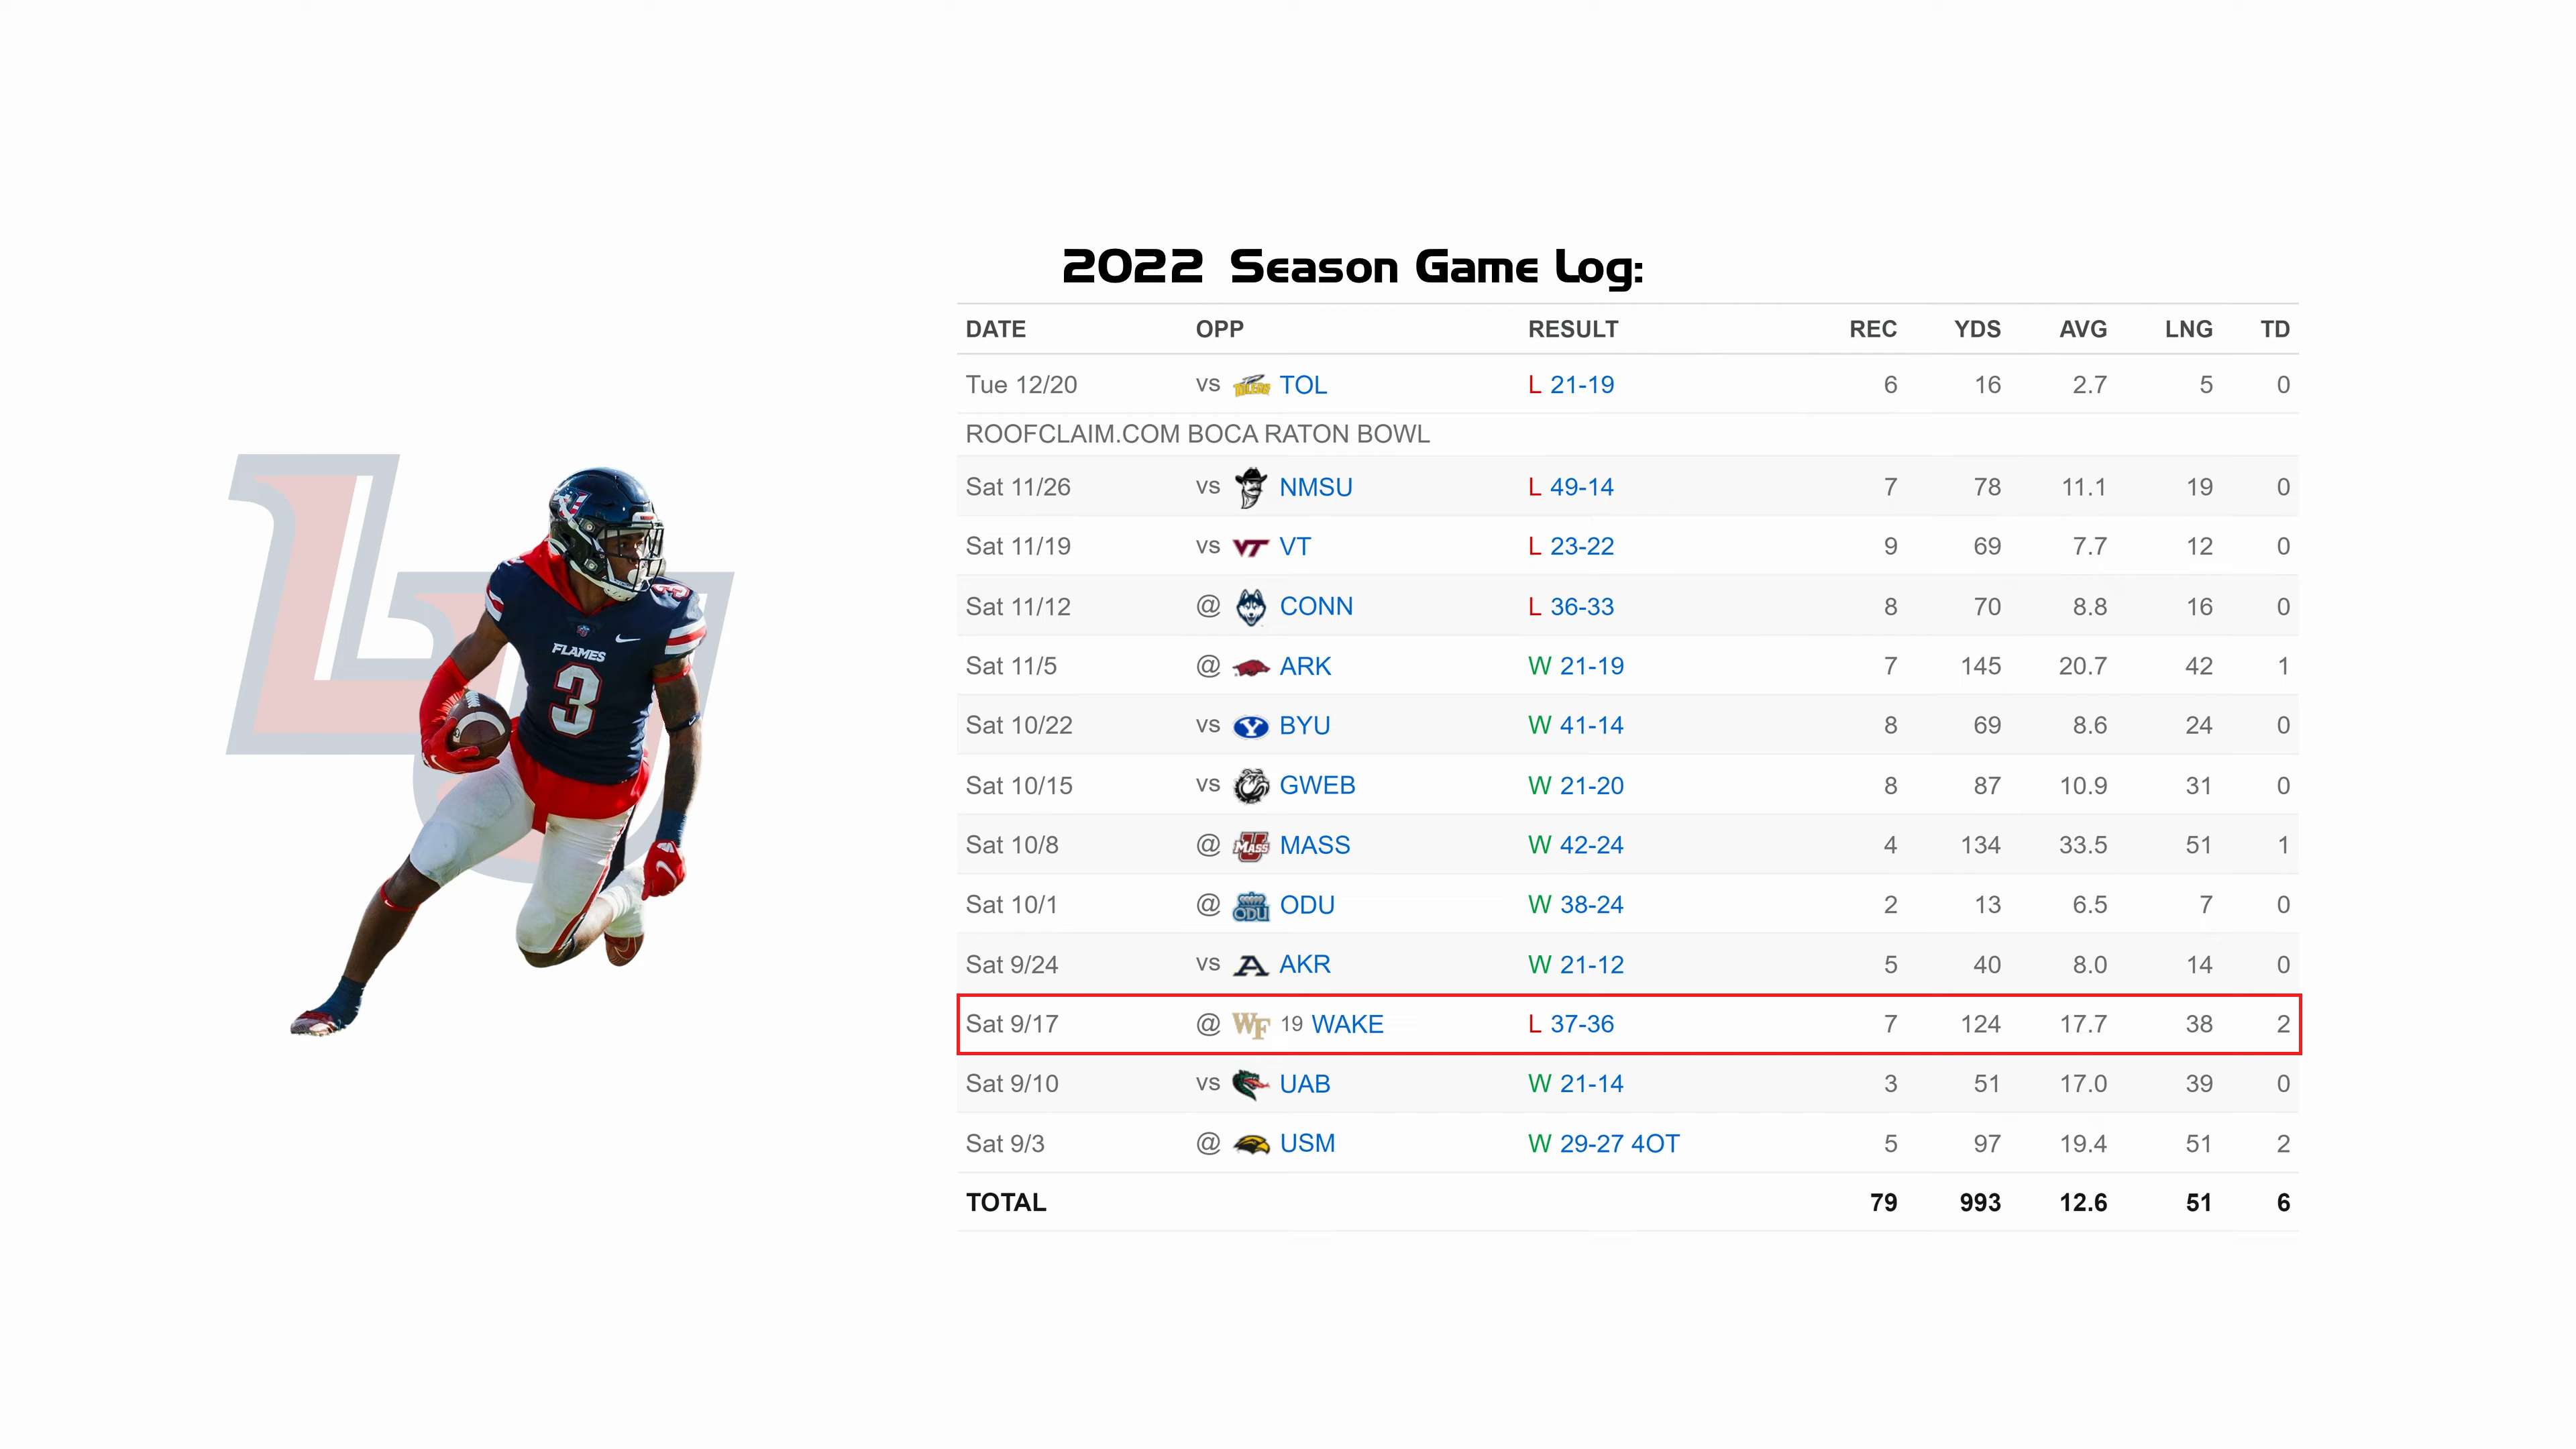 2022 Season Game Log:
DATE OPP RESULT REC YDS AVG LNG TD
Tue 12/20 vs TOLEDO TOL L 21-19 6 16 2.7 5 0
ROOFCLAIM.COM BOCA RATON BOWL
Sat 11/26 vs NMSU L 49-14 7 78 11.1 19 0
Sat 11/19 vs VT VT L 23-22 9 69 7.7 12 0
Sat 11/12 @ CONN L 36-33 8 70 8.8 16 0
Sat 11/5 @ ARK W 21-19 7 145 20.7 42 1
Sat 10/22 vs Y BYU W 41-14 8 69 8.6 24 0
Sat 10/15 vs GWEB W 21-20 8 87 10.9 31 0
Sat 10/8 @ U MASS MASS W 42-24 4 134 33.5 51 1
Sat 10/1 @ ODU ODU W 38-24 2 13 6.5 7 0
Sat 9/24 vs A AKR W 21-12 5 40 8.0 14 0
Sat 9/17 @ WF 19 WAKE L 37-36 7 124 17.7 38 2
Sat 9/10 vs UAB W 21-14 3 51 17.0 39 0
Sat 9/3 @ USM W 29-27 4OT 5 97 19.4 51 2
TOTAL 79 993 12.6 51 6
LU
3
FLAMES
3